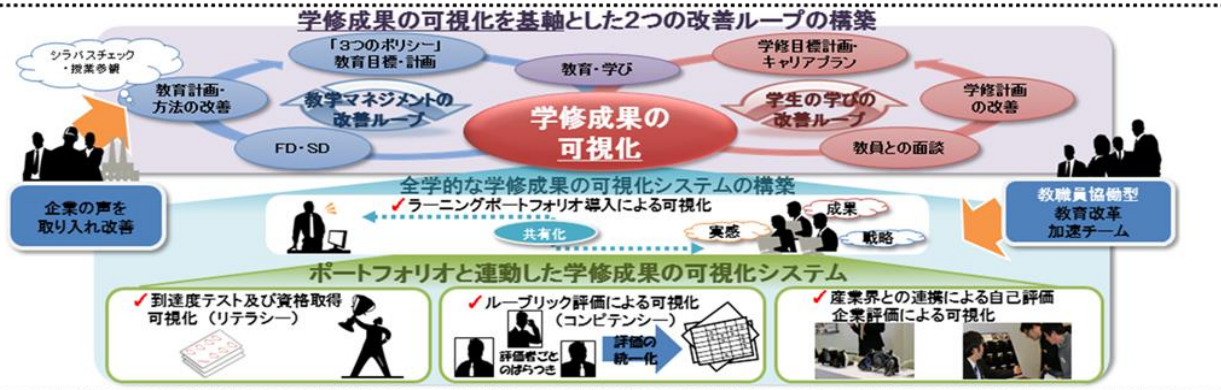 学修成果の可視化を基軸とした2つの改善ループの構築
シラバスチェック
・授業参観
「3つのポリシー」
教育目標・計画
教育・学び
学修目標計画・
キャリアプラン
教育計画・
方法の改善
教学マネジメントの
改善ループ
学修成果の
可視化
学生の学びの
改善ループ
学修計画
の改善
FD・SD
教員との面談
企業の声を
取り入れ改善
全学的な学修成果の可視化システムの構築
✓ラーニングポートフォリオ導入による可視化
共有化
実感
成果
戦略
教職員協働型
教育改革
加速チーム
ポートフォリオと連動した学修成果の可視化システム
✓到達度テスト及び資格取得
可視化（リテラシー）
✓ルーブリック評価による可視化
（コンピテンシー）
評価者ごと
のばらつき
評価の
統一化
✓産業界との連携による自己評価
企業評価による可視化